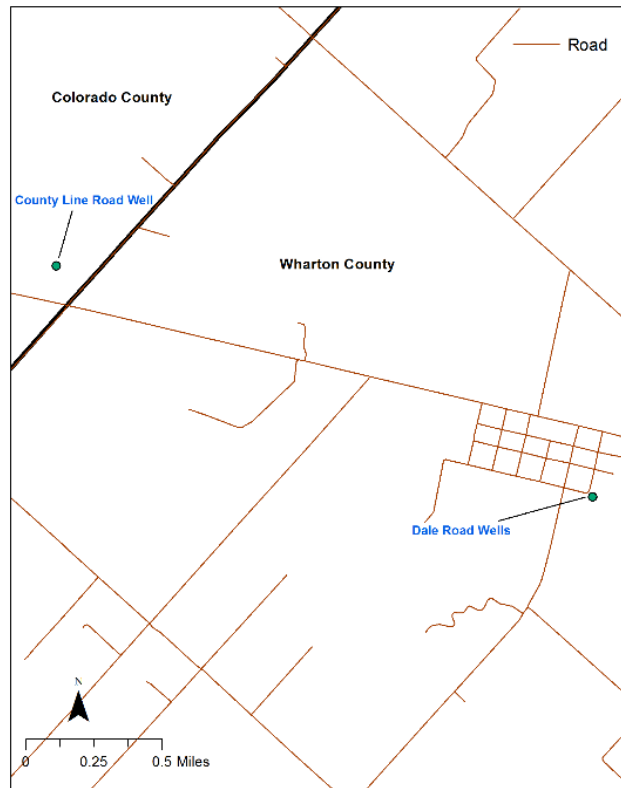 Road
Colorado County
County Line Road Well
Wharton County
Dale Road Wells
N
0 0.25 0.5 Miles